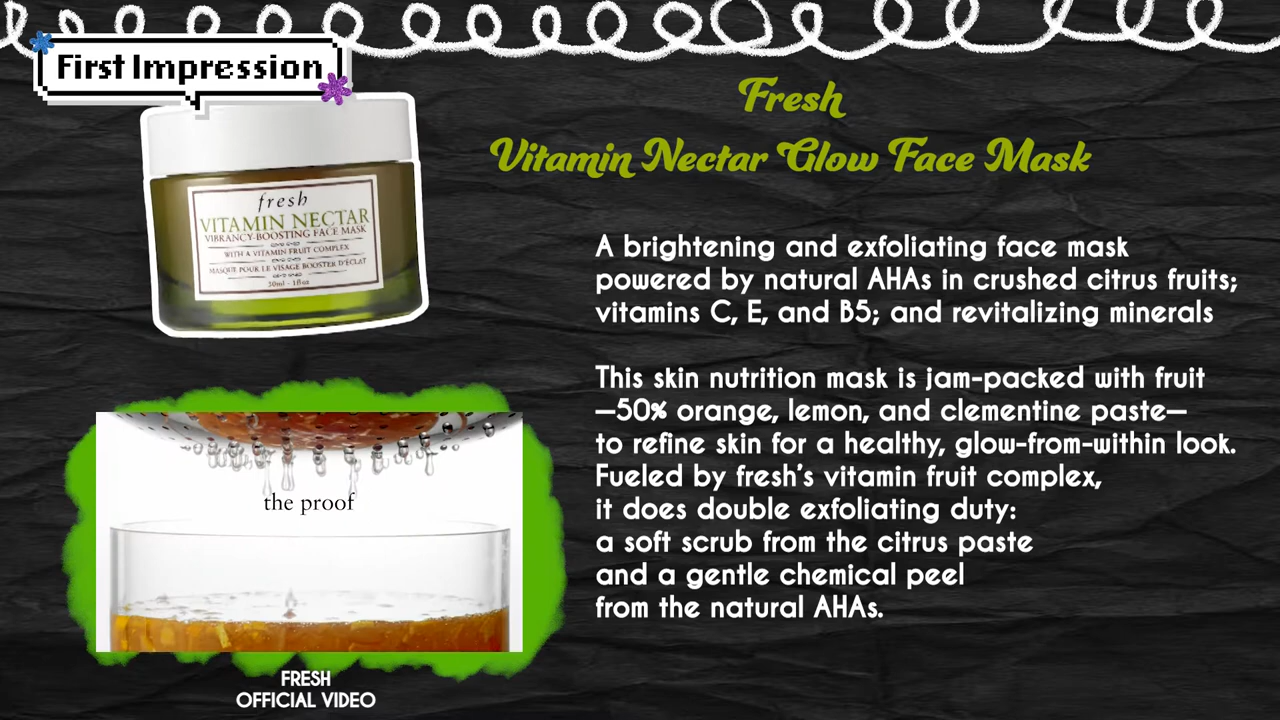 First Impression
fresh
VITAMIN NECTAR
VIBRANCY-BOOSTING FACE MASK
WITH A VITAMIN FRUIT COMPLEX
MASQUE POUR LE VISAGE BOOSTER D'ÉCLAT
30ml - 1fl oz
Fresh
Vitamin Nectar Glow Face Mask
A brightening and exfoliating face mask
powered by natural AHAs in crushed citrus fruits;
vitamins C, E, and B5; and revitalizing minerals
This skin nutrition mask is jam-packed with fruit
—50% orange, lemon, and clementine paste—
to refine skin for a healthy, glow-from-within look.
Fueled by fresh's vitamin fruit complex,
it does double exfoliating duty:
a soft scrub from the citrus paste
and a gentle chemical peel
from the natural AHAs.
the proof
FRESH
OFFICIAL VIDEO